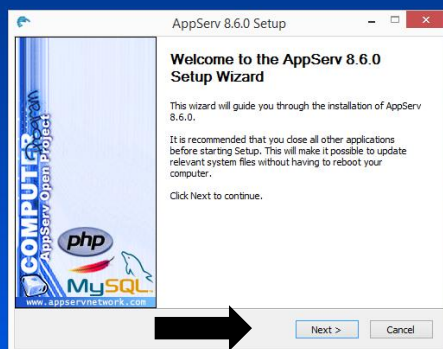 AppServ 8.6.0 Setup
Welcome to the AppServ 8.6.0
Setup Wizard
This wizard will guide you through the installation of AppServ
8.6.0.
It is recommended that you close all other applications
before starting Setup. This will make it possible to update
relevant system files without having to reboot your
computer.
Click Next to continue.
COMPUTER
Program
AppServ Open Project
php
MySQL
www.appservnetwork.com
Next >
Cancel